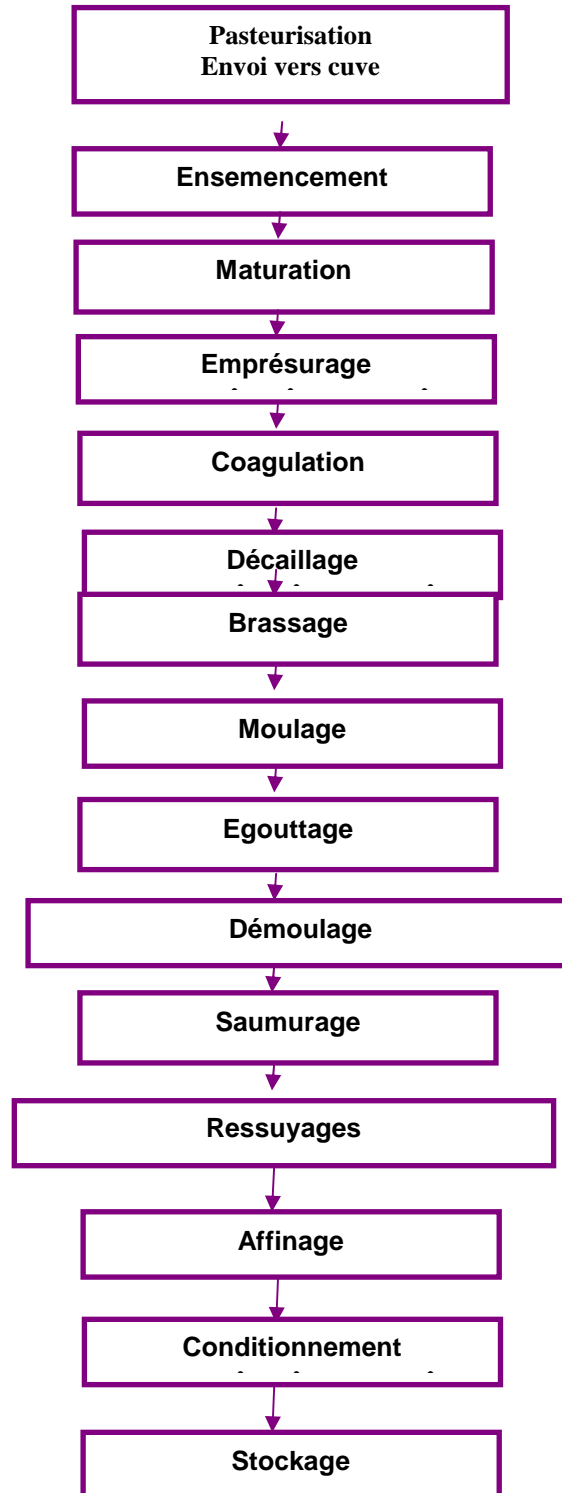 Pasteurisation
Envoi vers cuve
Ensemencement
Maturation
Emprésurage
Coagulation
Décaillage
Brassage
Moulage
Egouttage
Démoulage
Saumurage
Ressuyages
Affinage
Conditionnement
Stockage